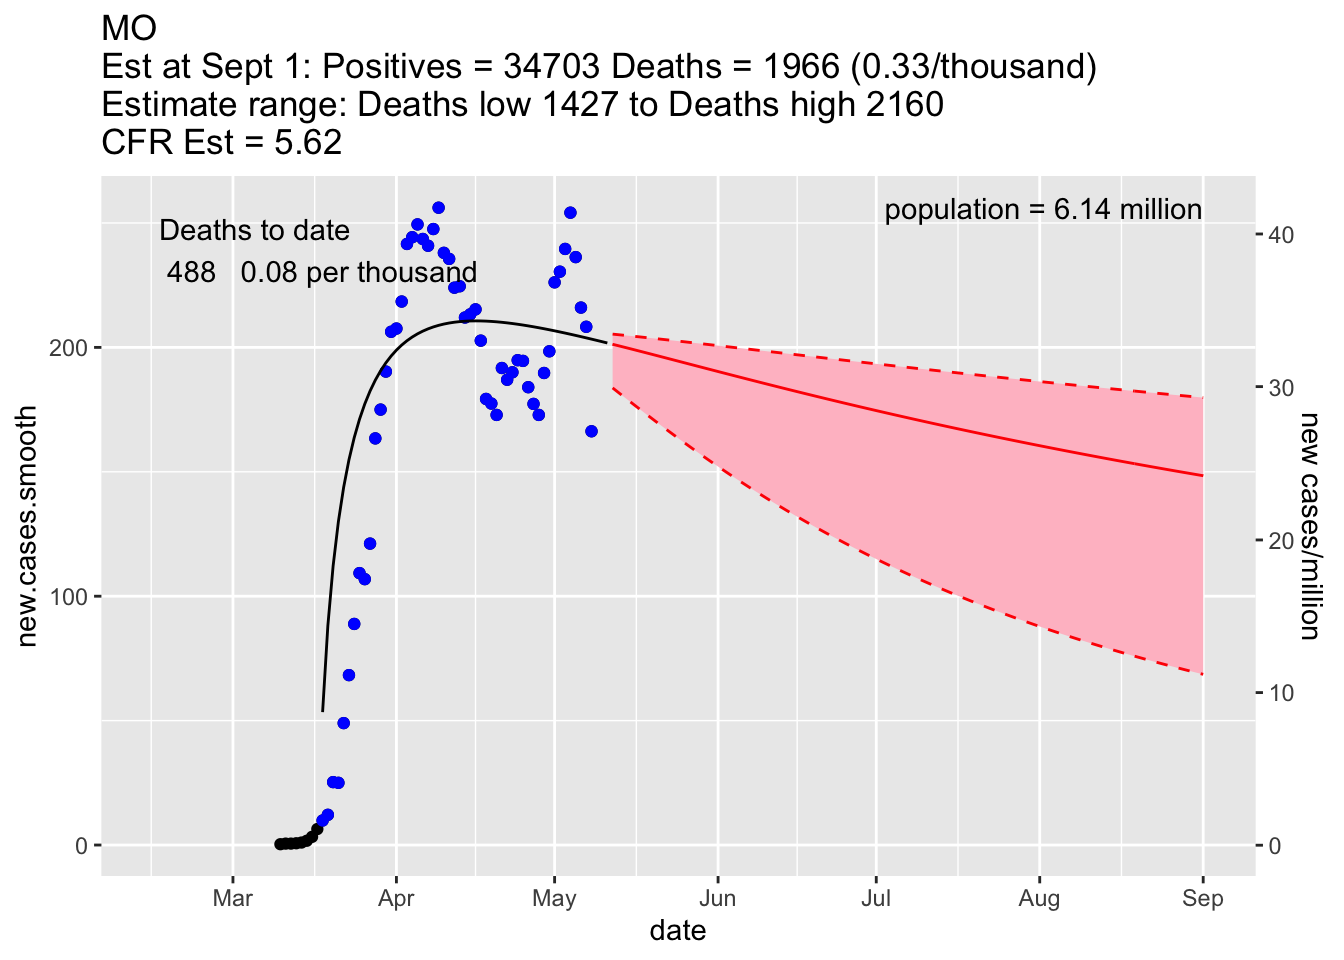 MO
Est at Sept 1: Positives = 34703 Deaths = 1966 (0.33/thousand)
Estimate range: Deaths low 1427 to Deaths high 2160
CFR Est = 5.62
Deaths to date
488 0.08 per thousand
population = 6.14 million
200
100
0
new.cases.smooth
40
30
20
10
0
new cases/million
Mar Apr May Jun Jul Aug Sep
date